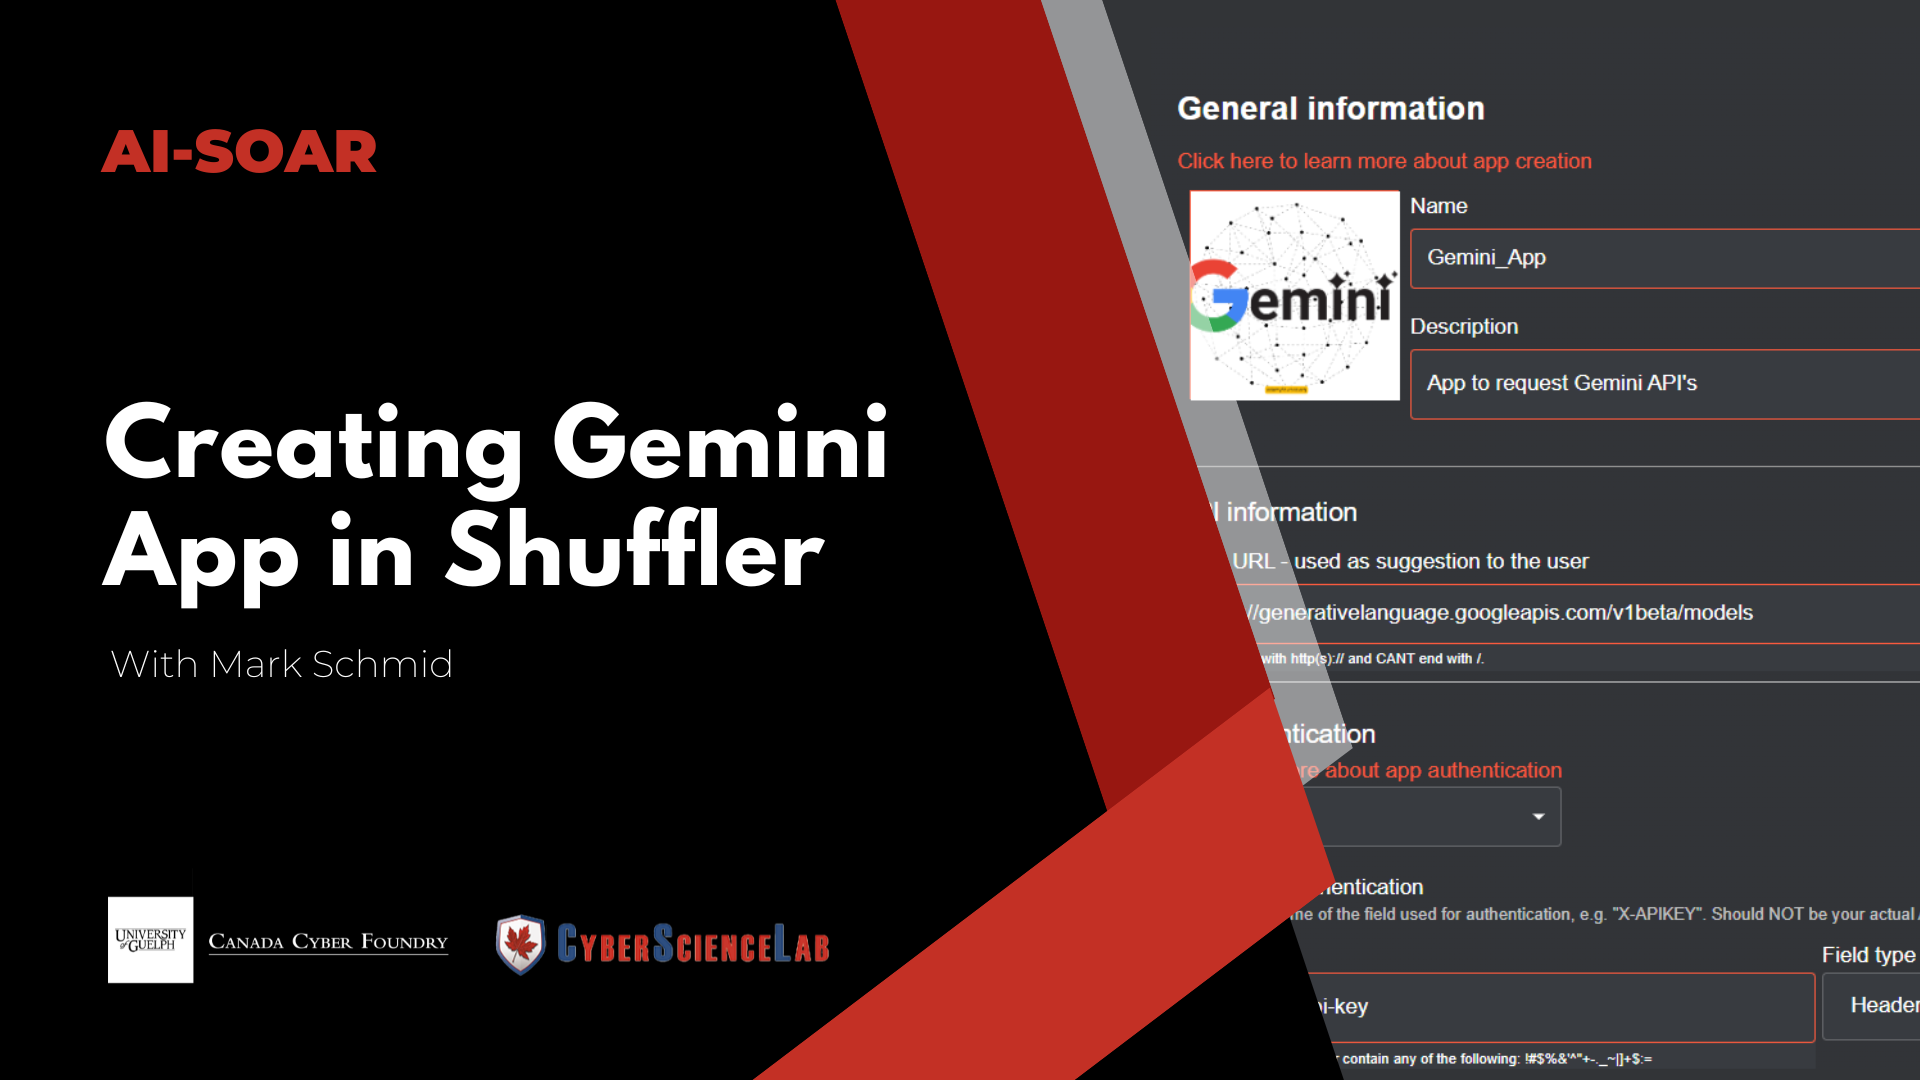 AI-SOAR
Creating Gemini
App in Shuffler
With Mark Schmid
UNIVERSITY
of GUELPH
CANADA CYBER FOUNDRY
CYBERSCIENCELAB
General information
Click here to learn more about app creation
Gemini
Name
Gemini_App
Description
App to request Gemini API's
information
URL - used as suggestion to the user
//generativelanguage.googleapis.com/v1beta/models
with http(s):// and CANT end with /.
ntication
re about app authentication
entication
me of the field used for authentication, e.g. "X-APIKEY". Should NOT be your actual
Field type
i-key
Header
contain any of the following: !#$%&'^"+-._~|]+$:=